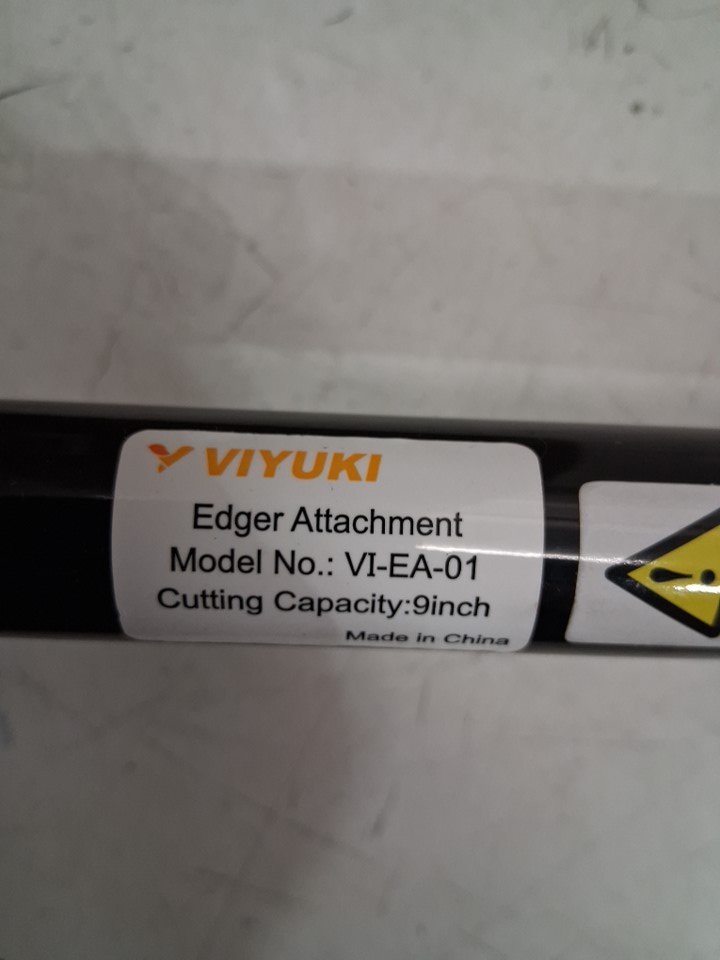 VIYUKI
Edger Attachment
Model No.: VI-EA-01
Cutting Capacity:9inch
Made in China